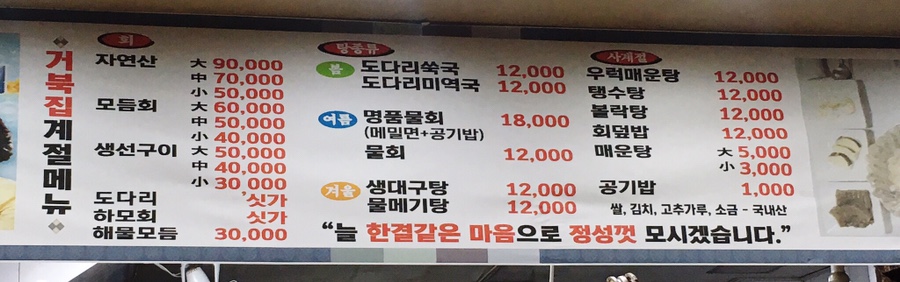 거북집계절메뉴
회
자연산 大 90,000
中 70,000
小 50,000
모듬회 大 60,000
中 50,000
小 40,000
생선구이 大 50,000
中 40,000
小 30 000
도다리 싯가
하모회 싯가
해물모듬 30,000
탕종류
봄 도다리쑥국 12,000
도다리미역국 12,000
여름 명품물회 18,000
(메밀면+공기밥)
물회 12,000
겨울 생대구탕 12,000
물메기탕 12,000
사계절
우럭매운탕 12,000
탱수탕 12,000
볼락탕 12,000
회덮밥 12,000
매운탕 大 5,000
小 3,000
공기밥 1,000
쌀, 김치, 고추가루, 소금 - 국내산
“늘 한결같은 마음으로 정성껏 모시겠습니다.”